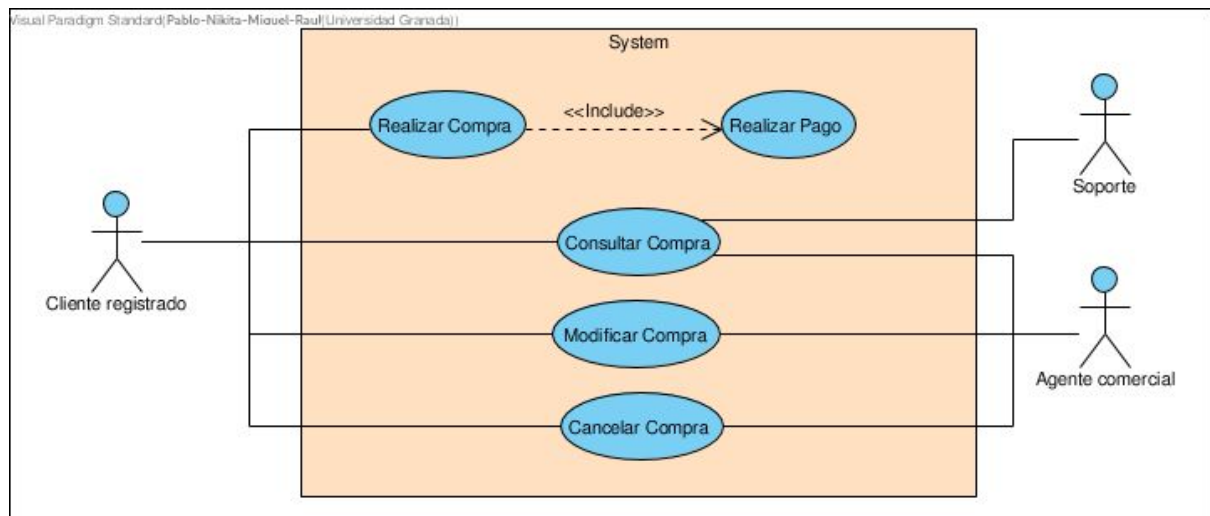 Visual Paradigm Standard(Pablo-Nikita-Miguel-Raul(Universidad Granada))
System
Realizar Compra
<<Include>>
Realizar Pago
Soporte
Consultar Compra
Cliente registrado
Modificar Compra
Agente comercial
Cancelar Compra